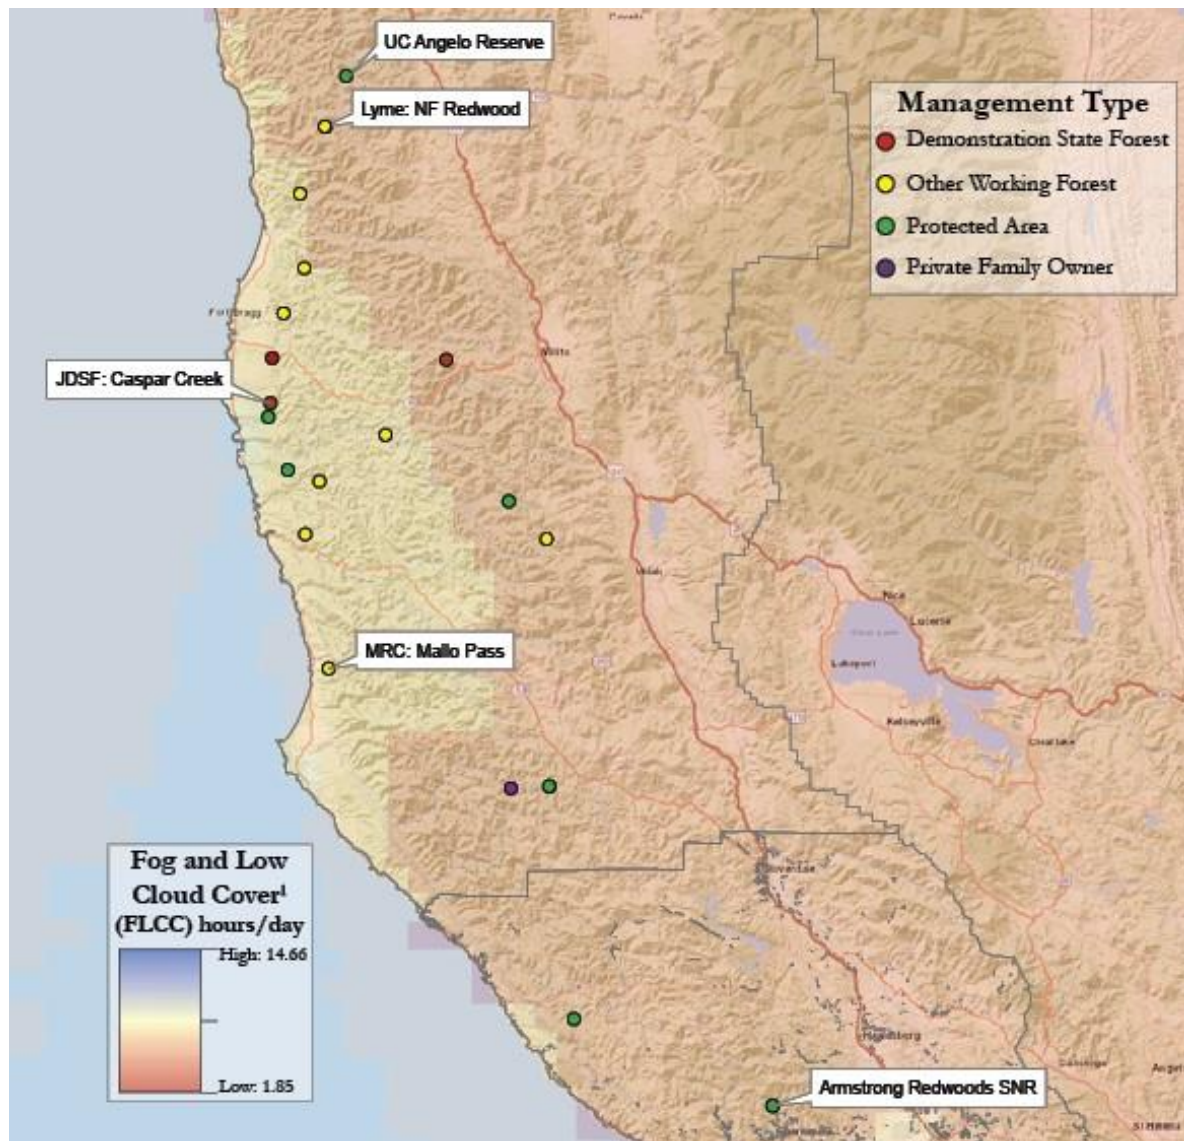 UC Angelo Reserve
Lyme: NF Redwood
Management Type
Demonstration State Forest
Other Working Forest
Protected Area
Private Family Owner
Fort Bragg
Willits
JDSF: Caspar Creek
Ukiah
Nice
Lucerne
Lakeport
MRC: Mallo Pass
Kelseyville
Clearlake
Fog and Low
Cloud Cover¹
(FLCC) hours/day
High: 14.66
Low: 1.85
Cloverdale
Healdsburg
Calistoga
Armstrong Redwoods SNR